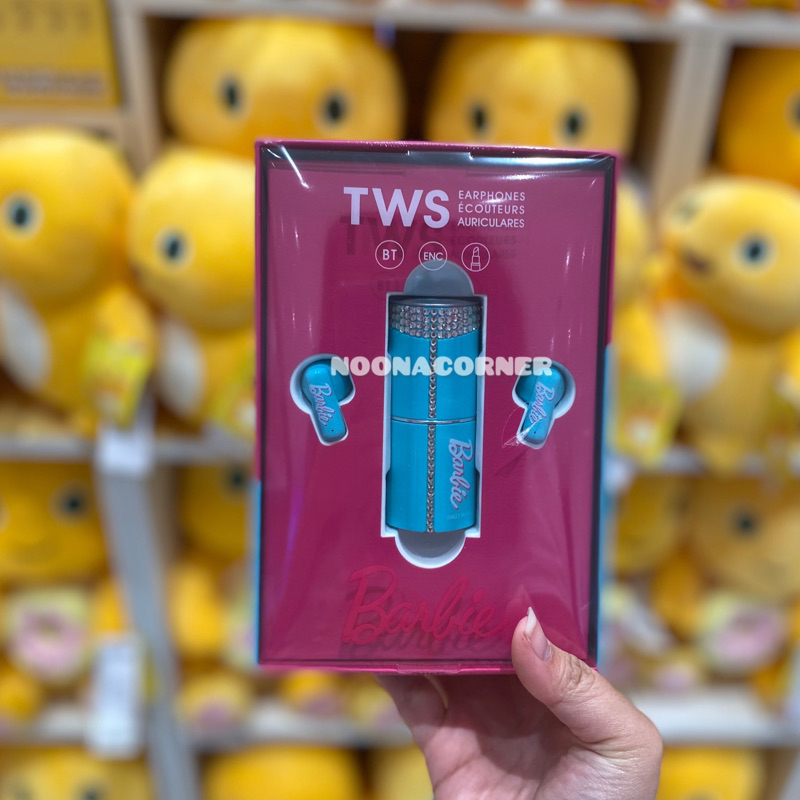 TWS
EARPHONES
ÉCOUTEURS
AURICULARES
BT
ENC
NOONACORNER
Barbie
Barbie
Barbie
Barbie